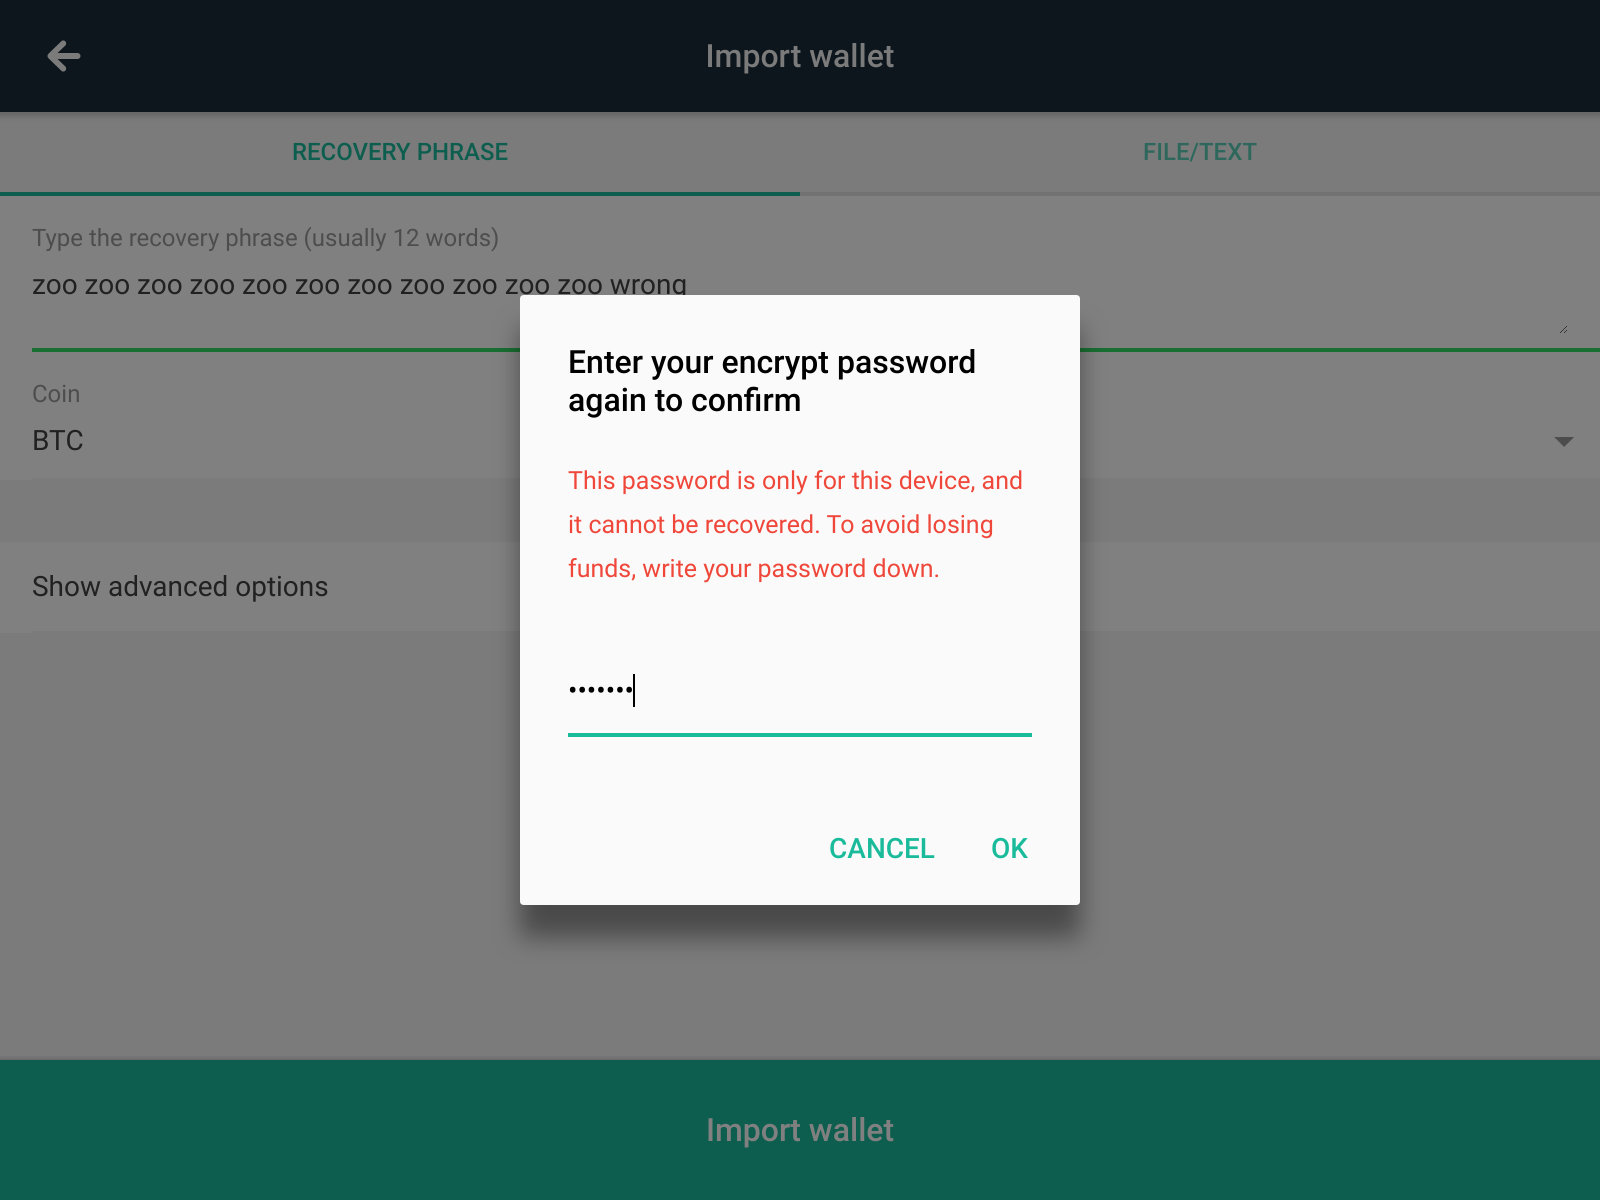 Import wallet
RECOVERY PHRASE
FILE/TEXT
Type the recovery phrase (usually 12 words)
zoo zoo zoo zoo zoo zoo zoo zoo zoo zoo zoo wrong
Enter your encrypt password
again to confirm
Coin
BTC
This password is only for this device, and
it cannot be recovered. To avoid losing
funds, write your password down.
Show advanced options
•••••••
CANCEL
OK
Import wallet